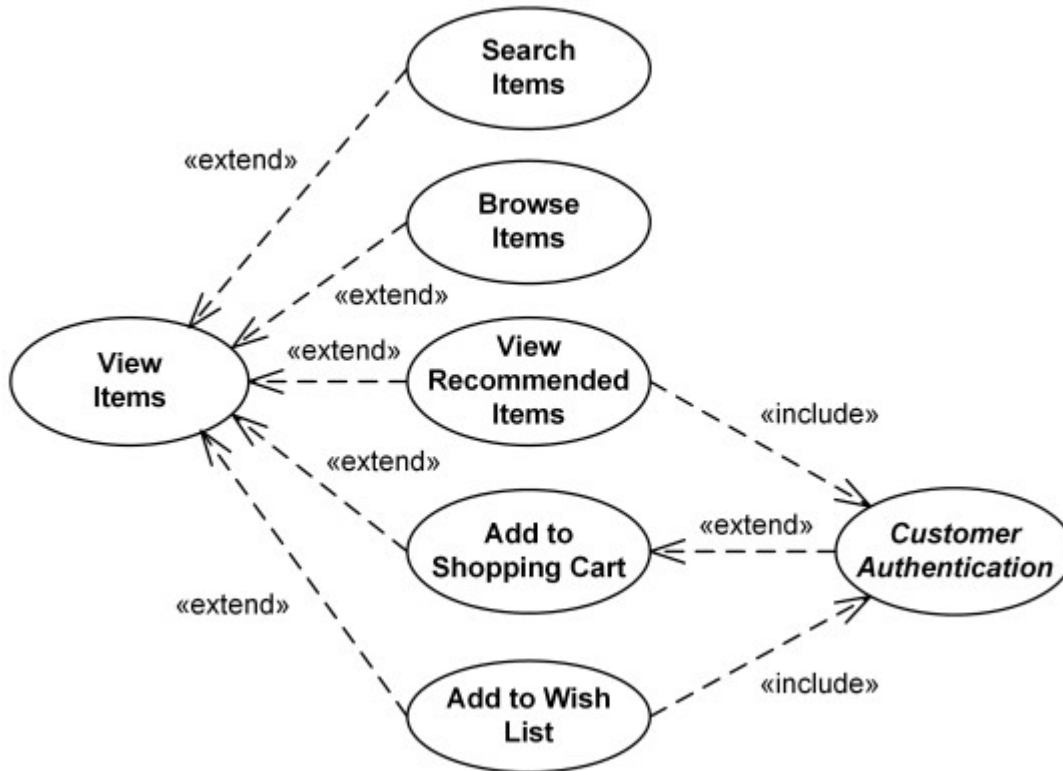 Search
Items
«extend»
Browse
Items
«extend»
View
Items
«extend»
View
Recommended
Items
«include»
«extend»
Add to
Shopping Cart
«extend»
Customer
Authentication
«extend»
Add to Wish
List
«include»